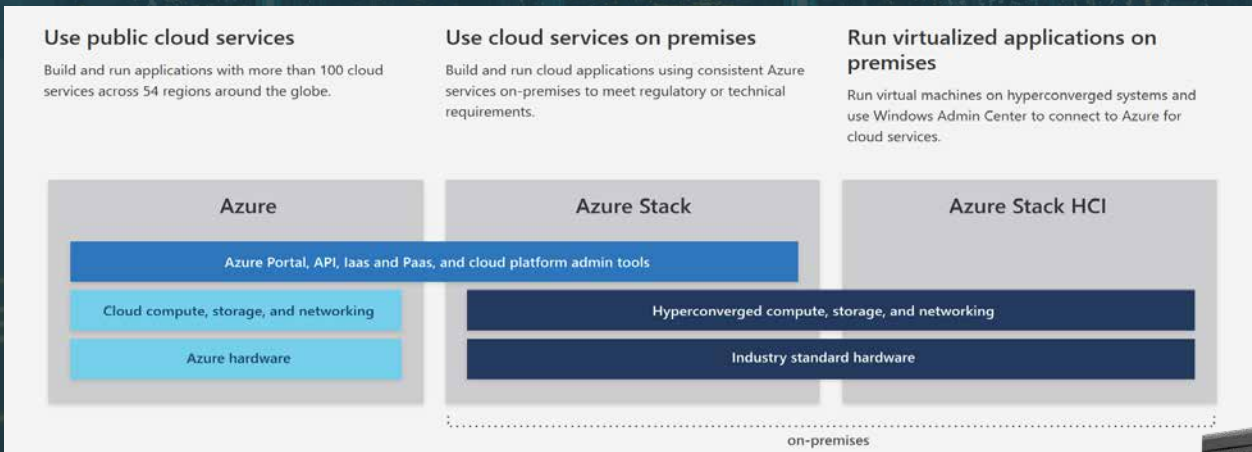 Use public cloud services
Build and run applications with more than 100 cloud
services across 54 regions around the globe.
Use cloud services on premises
Build and run cloud applications using consistent Azure
services on-premises to meet regulatory or technical
requirements.
Run virtualized applications on
premises
Run virtual machines on hyperconverged systems and
use Windows Admin Center to connect to Azure for
cloud services.
Azure
Azure Stack
Azure Stack HCI
Azure Portal, API, Iaas and Paas, and cloud platform admin tools
Cloud compute, storage, and networking
Hyperconverged compute, storage, and networking
Azure hardware
Industry standard hardware
on-premises